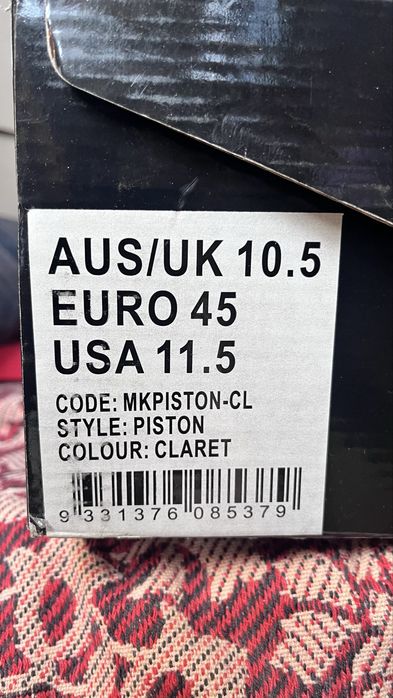 AUS/UK 10.5
EURO 45
USA 11.5
CODE: MKPISTON-CL
STYLE: PISTON
COLOUR: CLARET
9 331376 085379